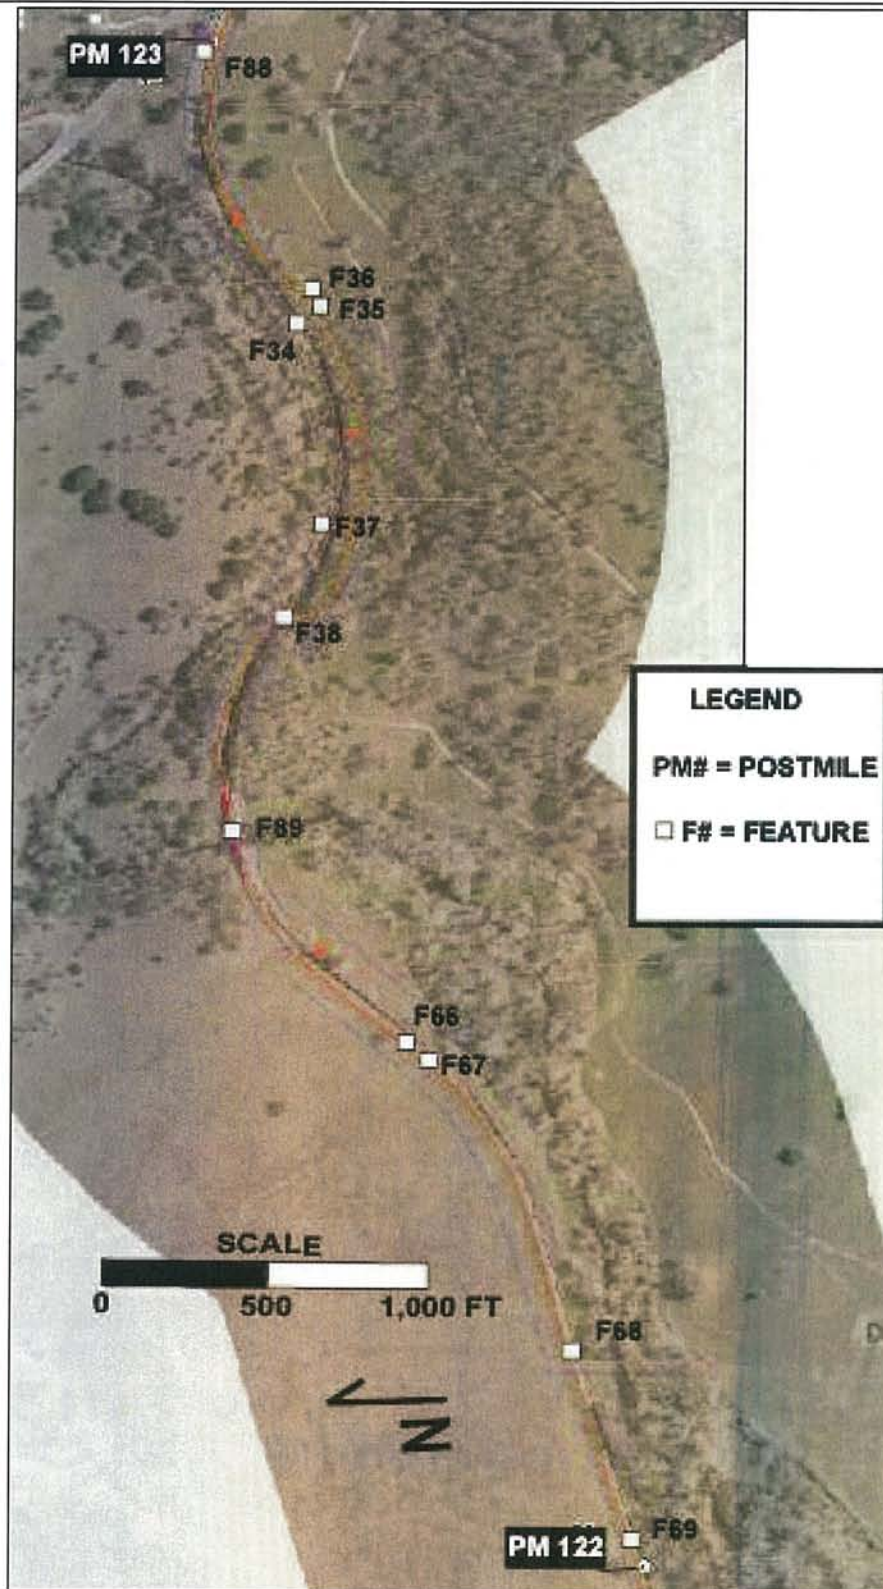 PM 123
F88
F36
F35
F34
F37
F38
LEGEND
PM# = POSTMILE
F# = FEATURE
F89
F66
F67
SCALE
0 500 1,000 FT
F68
D
N
F69
PM 122